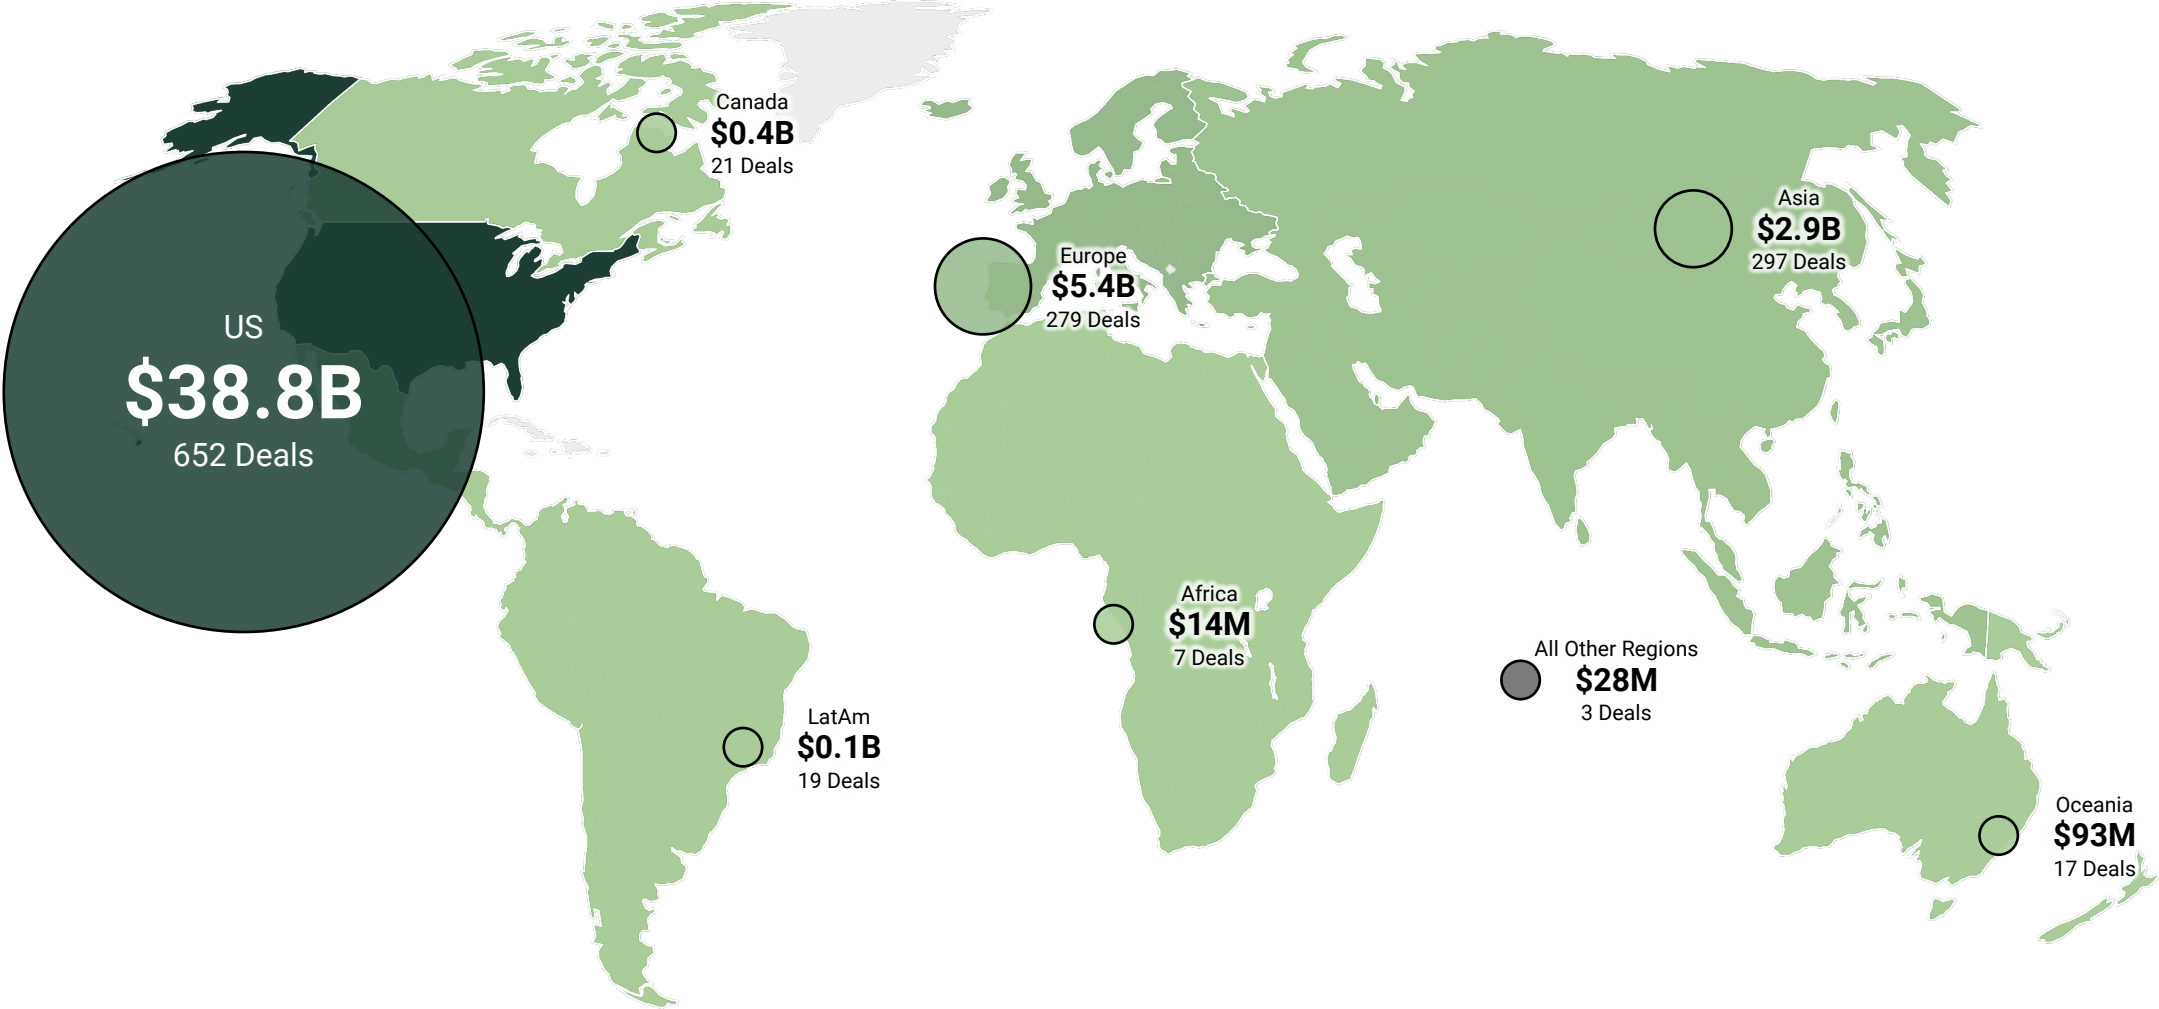 Canada
$0.4B
21 Deals
US
$38.8B
652 Deals
Europe
$5.4B
279 Deals
Asia
$2.9B
297 Deals
Africa
$14M
7 Deals
All Other Regions
$28M
3 Deals
LatAm
$0.1B
19 Deals
Oceania
$93M
17 Deals